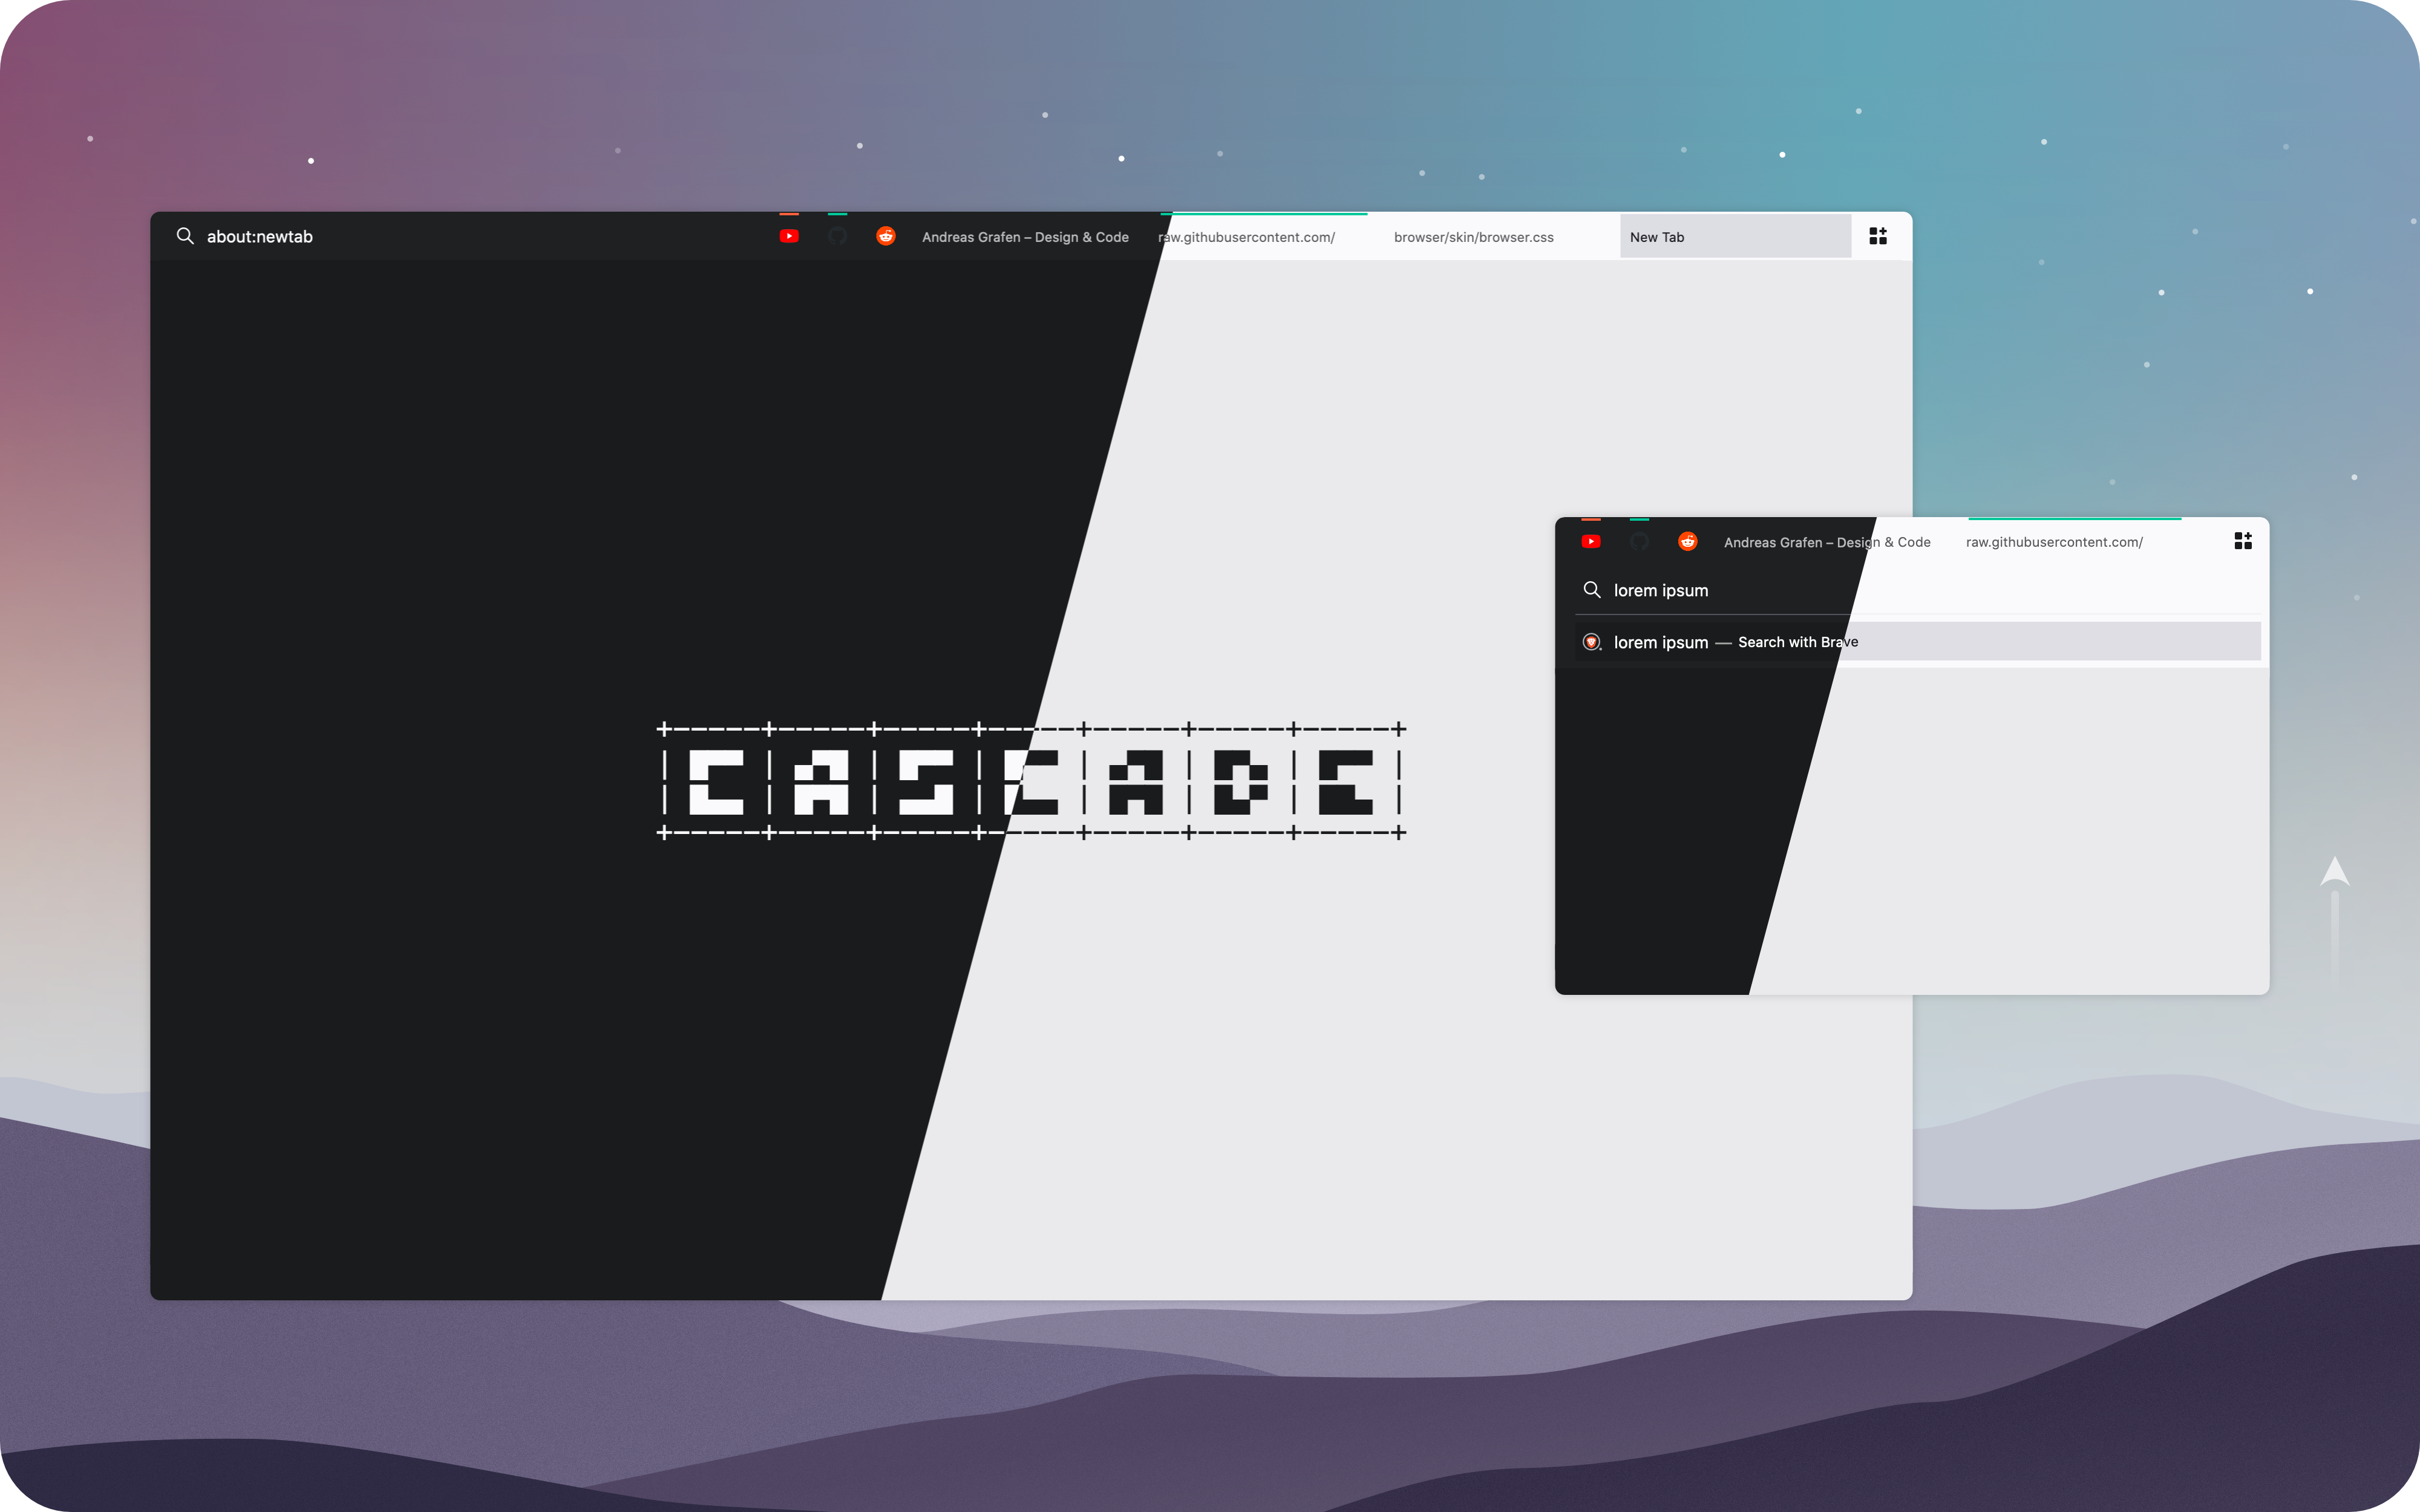 about:newtab
Andreas Grafen – Design & Code
raw.githubusercontent.com/
browser/skin/browser.css
New Tab
CASCADE
Andreas Grafen – Design & Code
raw.githubusercontent.com/
lorem ipsum
lorem ipsum — Search with Brave